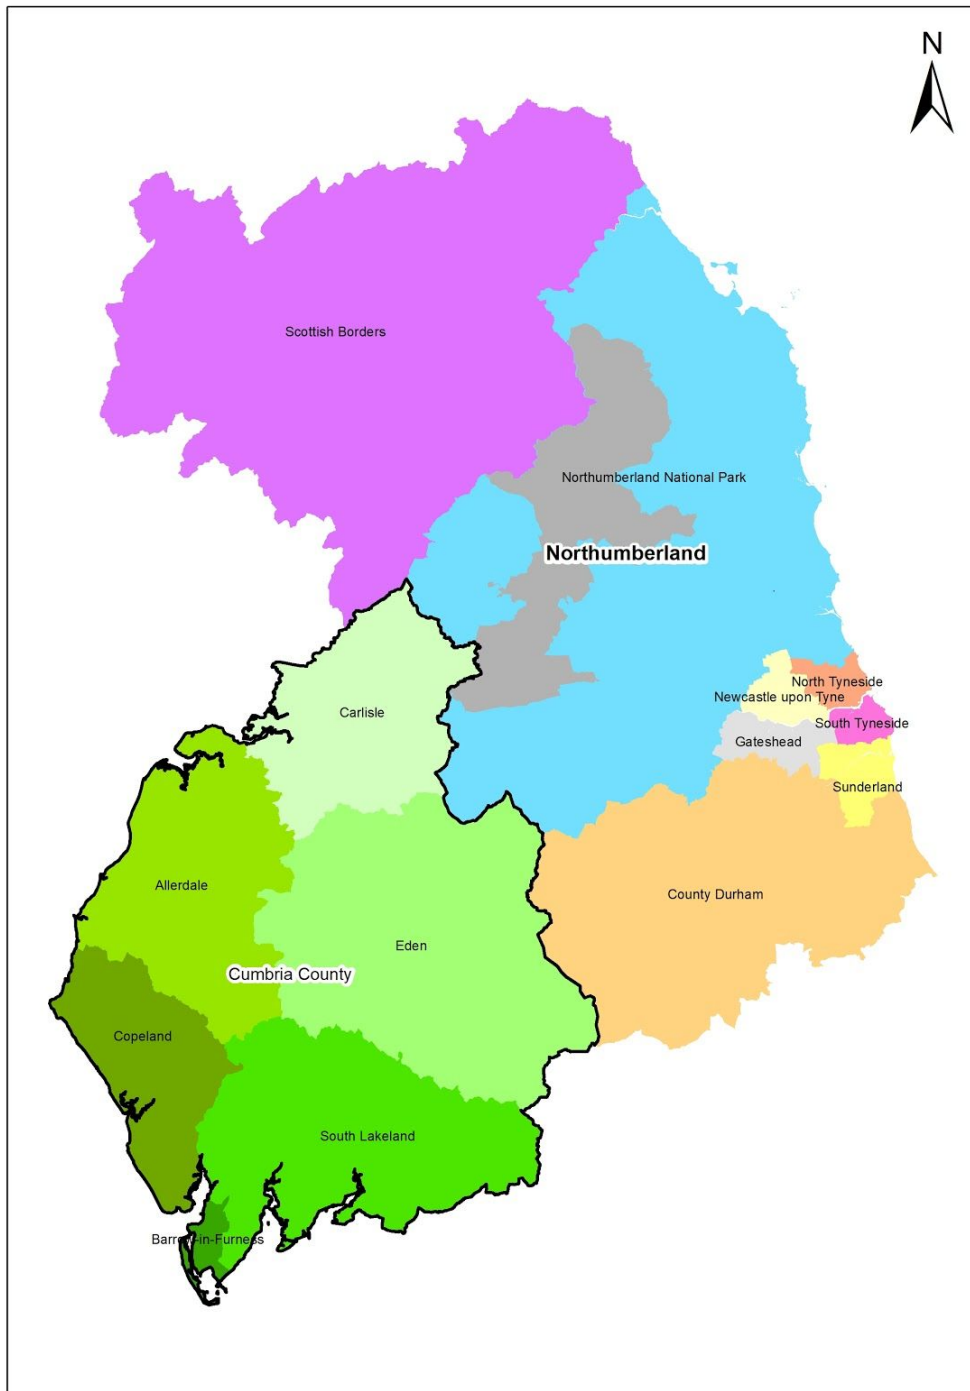 N
Scottish Borders
Northumberland National Park
Northumberland
North Tyneside
Newcastle upon Tyne
Carlisle
South Tyneside
Gateshead
Sunderland
Allerdale
County Durham
Eden
Cumbria County
Copeland
South Lakeland
Barrow-in-Furness